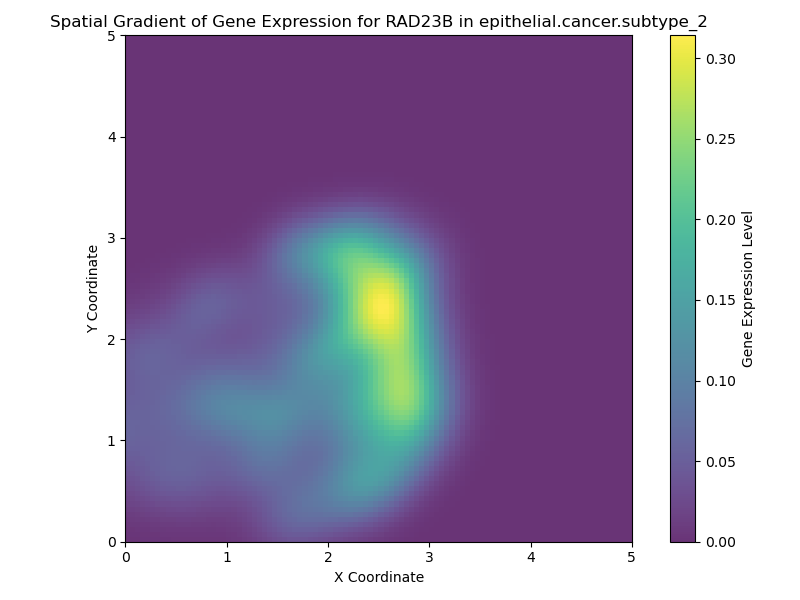 Spatial Gradient of Gene Expression for RAD23B in epithelial.cancer.subtype_2
5
4
3
2
1
0
Y Coordinate
0 1 2 3 4 5
X Coordinate
0.30
0.25
0.20
0.15
0.10
0.05
0.00
Gene Expression Level